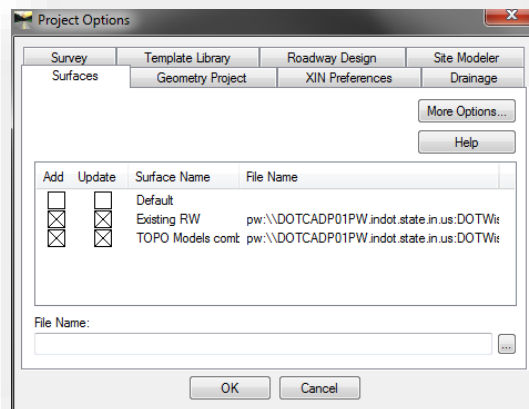 Project Options
Survey Template Library Roadway Design Site Modeler
Surfaces Geometry Project XIN Preferences Drainage
More Options...
Help
Add Update Surface Name File Name
Default
Existing RW pw:\\DOTCADP01PW.indot.state.in.us:DOTWis
TOPO Models comb pw:\\DOTCADP01PW.indot.state.in.us:DOTWis
File Name:
...
OK Cancel